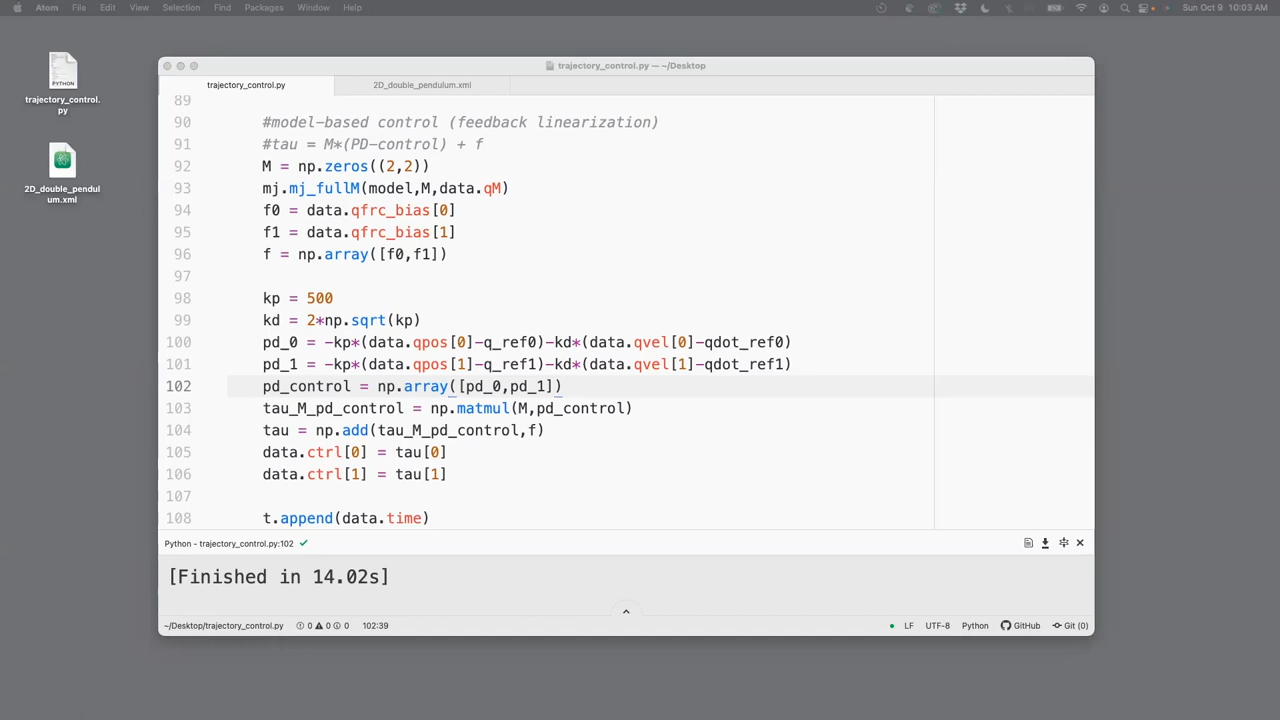 Atom File Edit View Selection Find Packages Window Help Sun Oct 9 10:03 AM
trajectory_control.py — ~/Desktop
PYTHON
trajectory_control.
py
2D_double_pendul
um.xml
trajectory_control.py 2D_double_pendulum.xml
89
90 #model-based control (feedback linearization)
91 #tau = M*(PD-control) + f
92 M = np.zeros((2,2))
93 mj.mj_fullM(model,M,data.qM)
94 f0 = data.qfrc_bias[0]
95 f1 = data.qfrc_bias[1]
96 f = np.array([f0,f1])
97
98 kp = 500
99 kd = 2*np.sqrt(kp)
100 pd_0 = -kp*(data.qpos[0]-q_ref0)-kd*(data.qvel[0]-qdot_ref0)
101 pd_1 = -kp*(data.qpos[1]-q_ref1)-kd*(data.qvel[1]-qdot_ref1)
102 pd_control = np.array([pd_0,pd_1])
103 tau_M_pd_control = np.matmul(M,pd_control)
104 tau = np.add(tau_M_pd_control,f)
105 data.ctrl[0] = tau[0]
106 data.ctrl[1] = tau[1]
107
108 t.append(data.time)
Python - trajectory_control.py:102
[Finished in 14.02s]
~/Desktop/trajectory_control.py 0 0 0 102:39 LF UTF-8 Python GitHub Git (0)